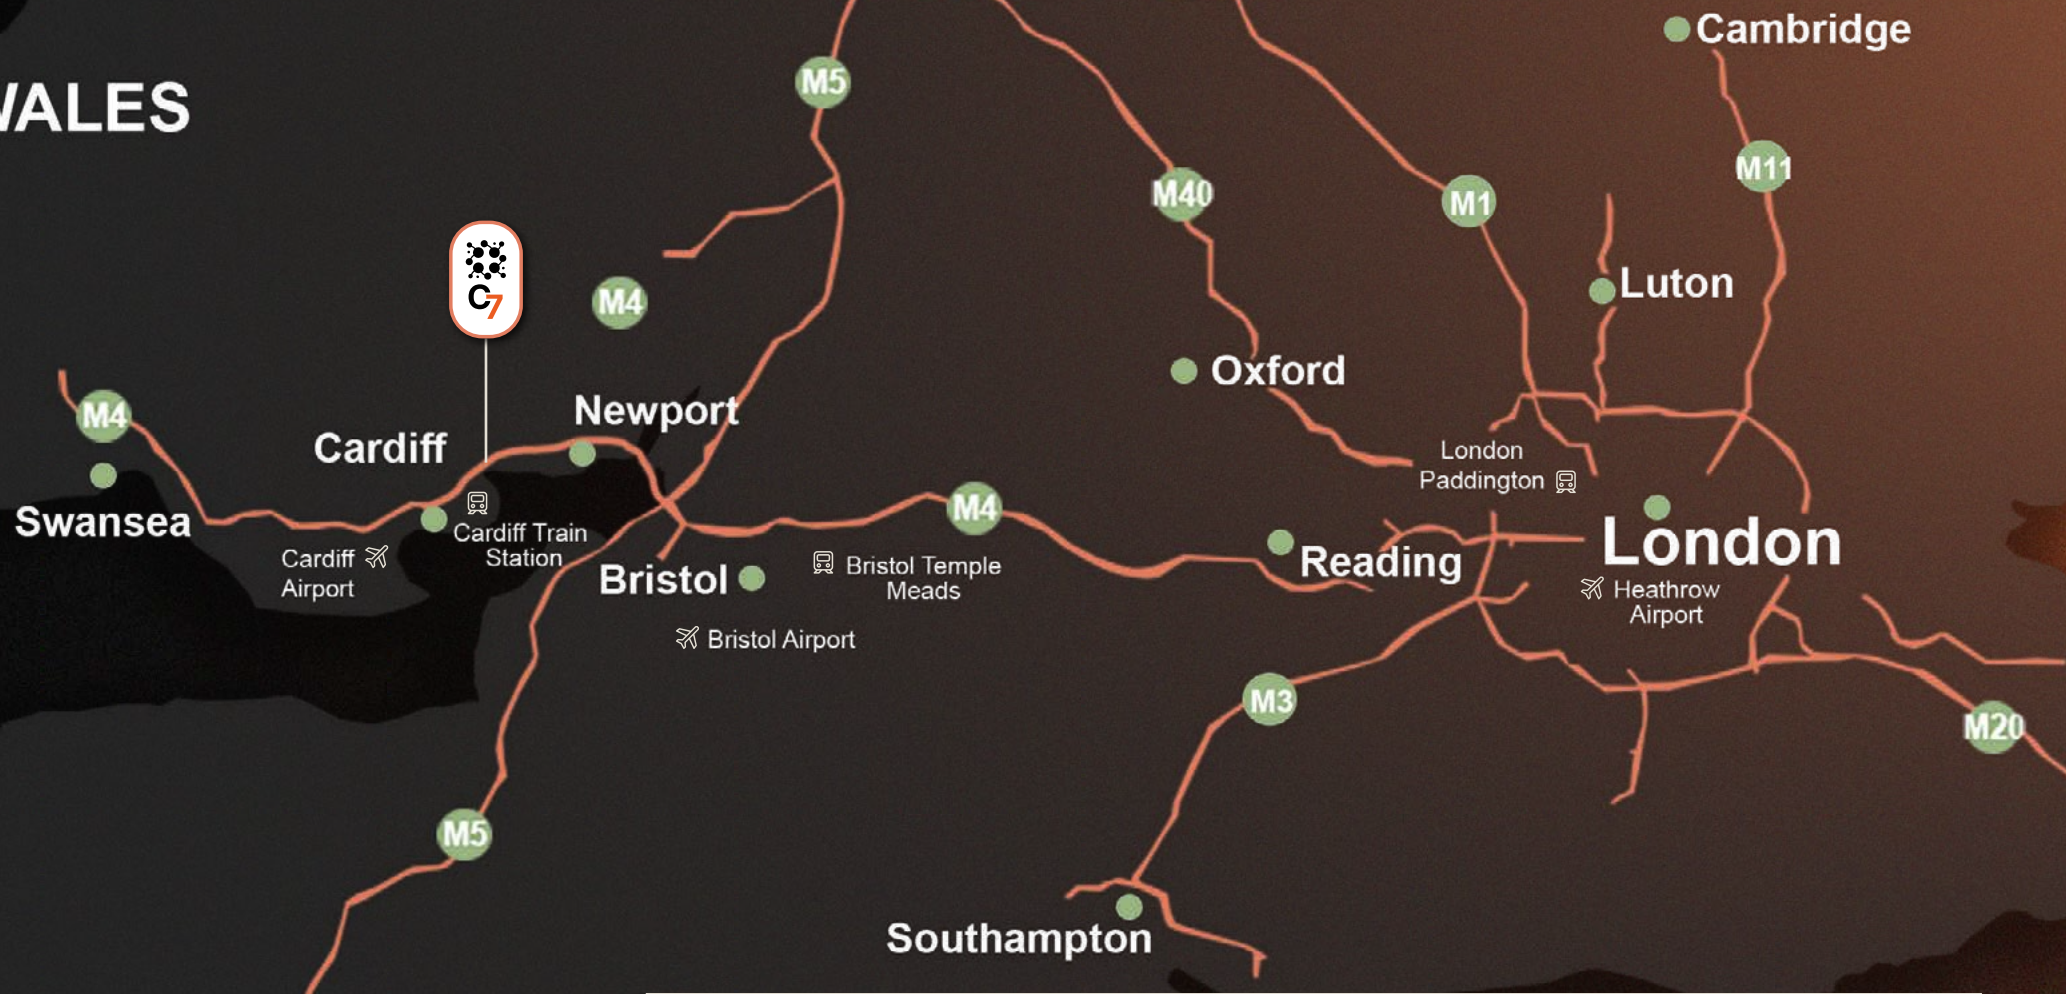 Cambridge
WALES
M5
M11
M40
M1
Luton
C7
M4
Oxford
Newport
M4
Cardiff
London
Paddington
M4
Swansea
Cardiff Train
Station
London
Cardiff
Airport
Bristol
Bristol Temple
Meads
Reading
Heathrow
Airport
Bristol Airport
M3
M20
M5
Southampton